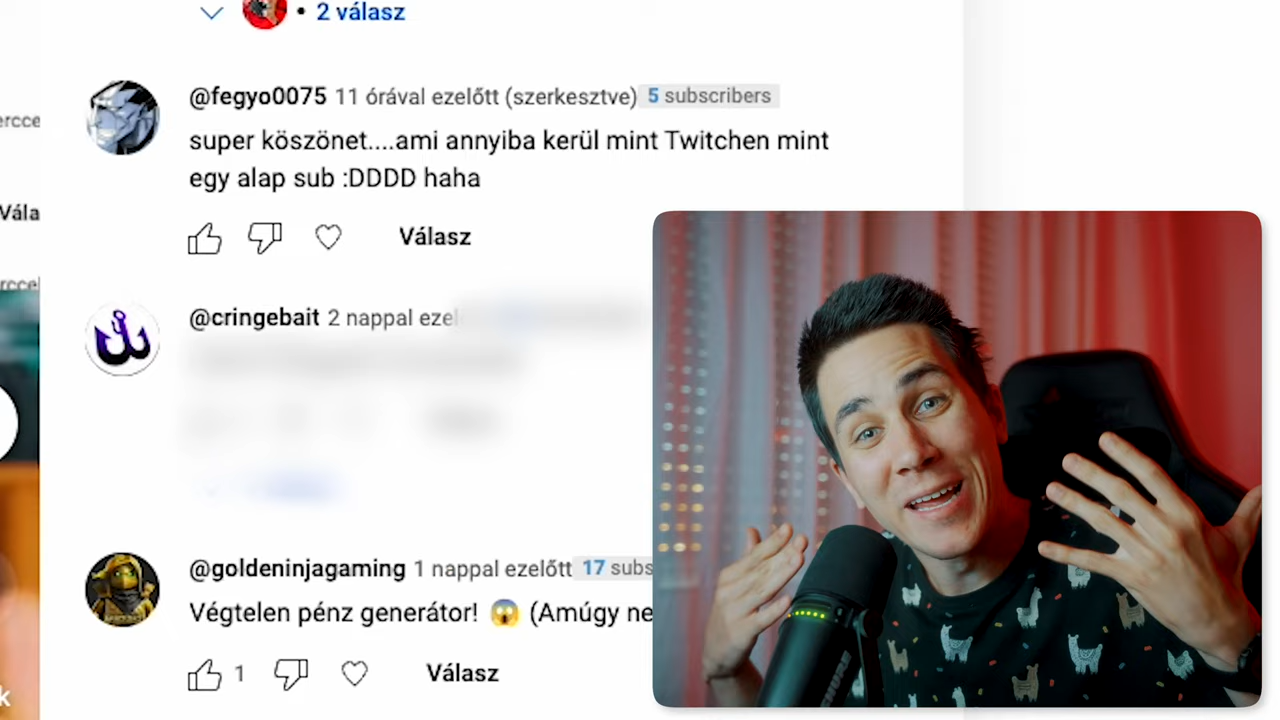 2 válasz
@fegyo0075 11 órával ezelőtt (szerkesztve) 5 subscribers
super köszönet....ami annyiba kerül mint Twitchen mint
egy alap sub :DDDD haha
Válasz
Vála
@cringebait 2 nappal ezel
@goldeninjagaming 1 nappal ezelőtt 17 subs
Végtelen pénz generátor! 😱 (Amúgy ne
1 Válasz